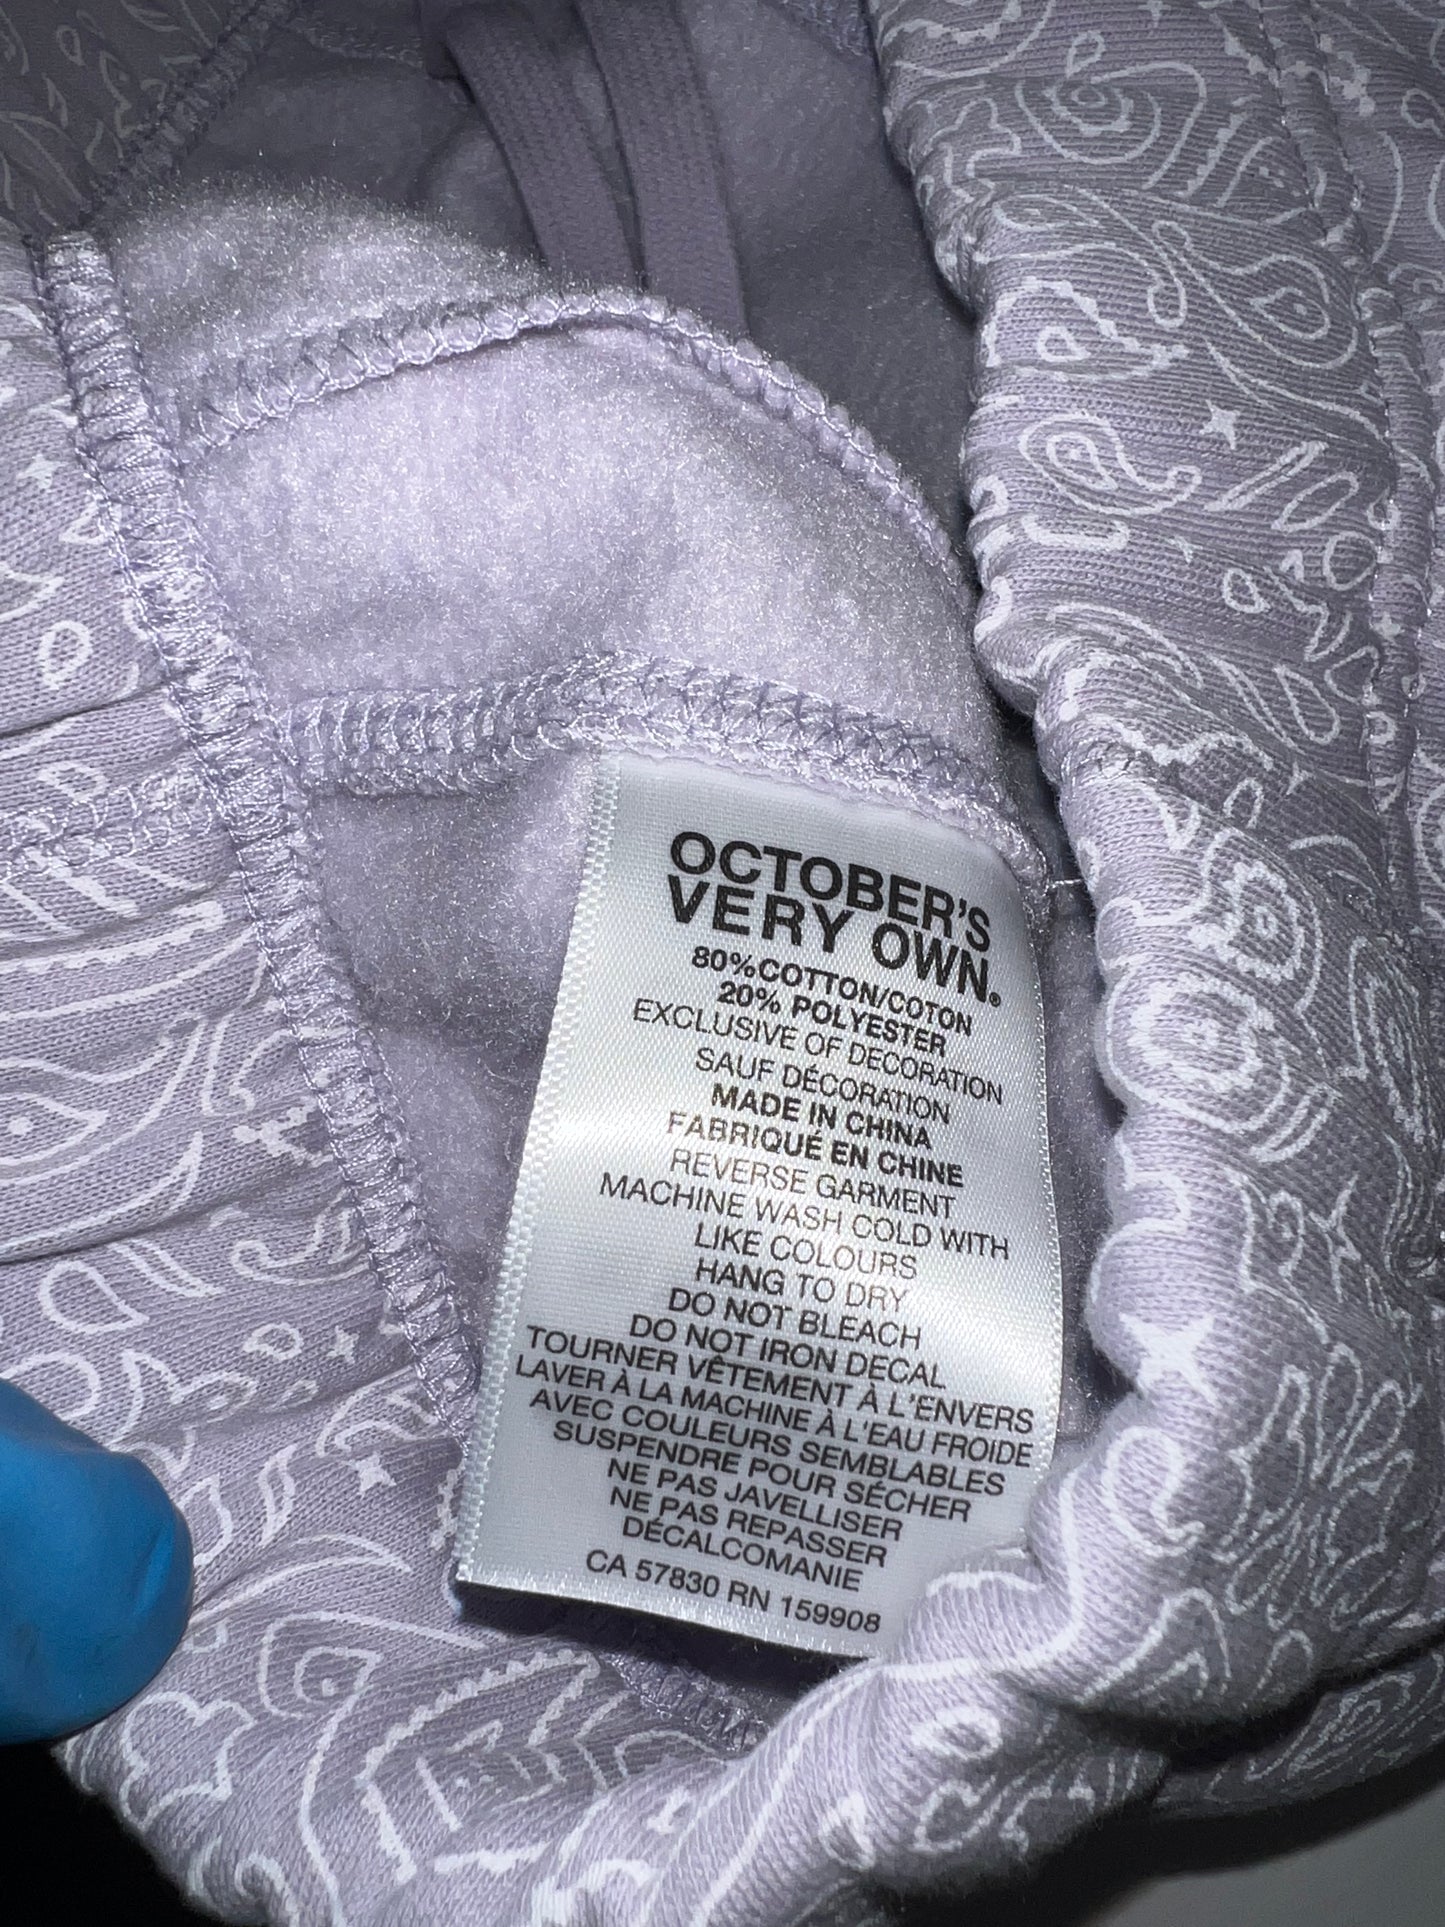 OCTOBER'S
VERY OWN®
80%COTTON/COTON
20% POLYESTER
EXCLUSIVE OF DECORATION
SAUF DÉCORATION
MADE IN CHINA
FABRIQUÉ EN CHINE
REVERSE GARMENT
MACHINE WASH COLD WITH
LIKE COLOURS
HANG TO DRY
DO NOT BLEACH
DO NOT IRON DECAL
TOURNER VÊTEMENT À L'ENVERS
LAVER À LA MACHINE À L'EAU FROIDE
AVEC COULEURS SEMBLABLES
SUSPENDRE POUR SÉCHER
NE PAS JAVELLISER
NE PAS REPASSER
DÉCALCOMANIE
CA 57830 RN 159908